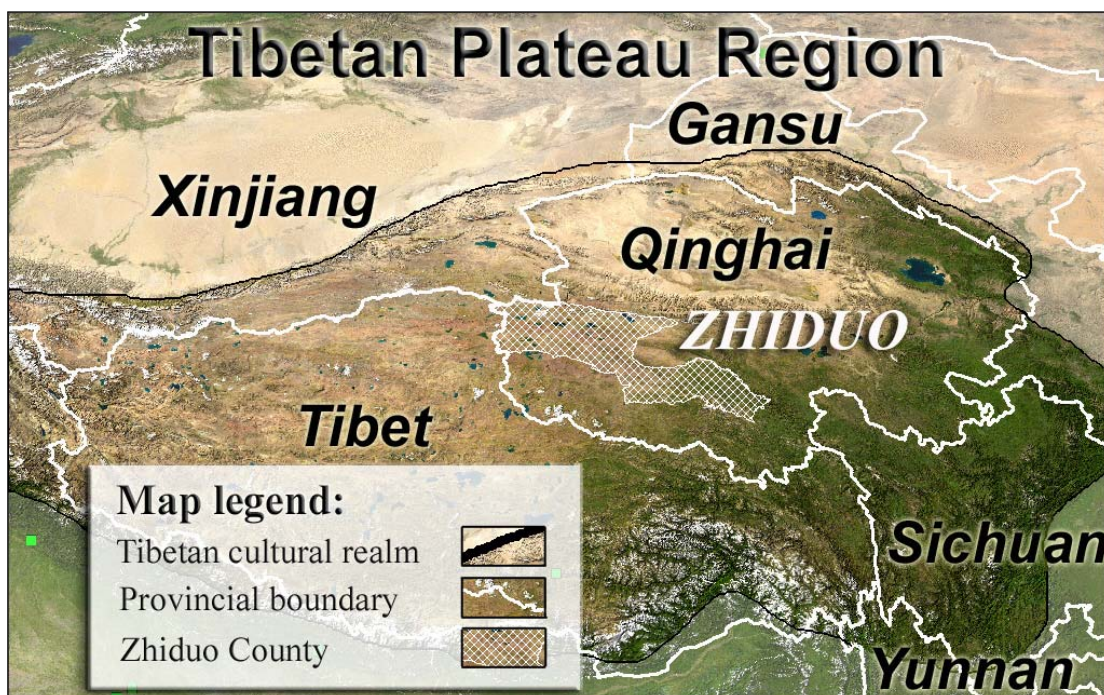 Tibetan Plateau Region
Gansu
Xinjiang
Qinghai
ZHIDUO
Tibet
Map legend:
Tibetan cultural realm
Provincial boundary
Zhiduo County
Sichuan
Yunnan